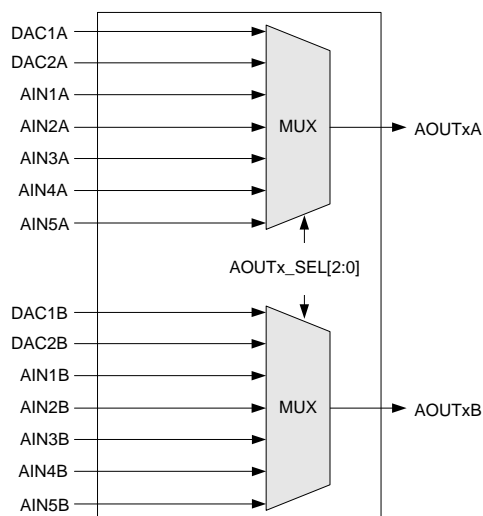 DAC1A
DAC2A
AIN1A
AIN2A
AIN3A
AIN4A
AIN5A
MUX
AOUTxA
AOUTx_SEL[2:0]
DAC1B
DAC2B
AIN1B
AIN2B
AIN3B
AIN4B
AIN5B
MUX
AOUTxB